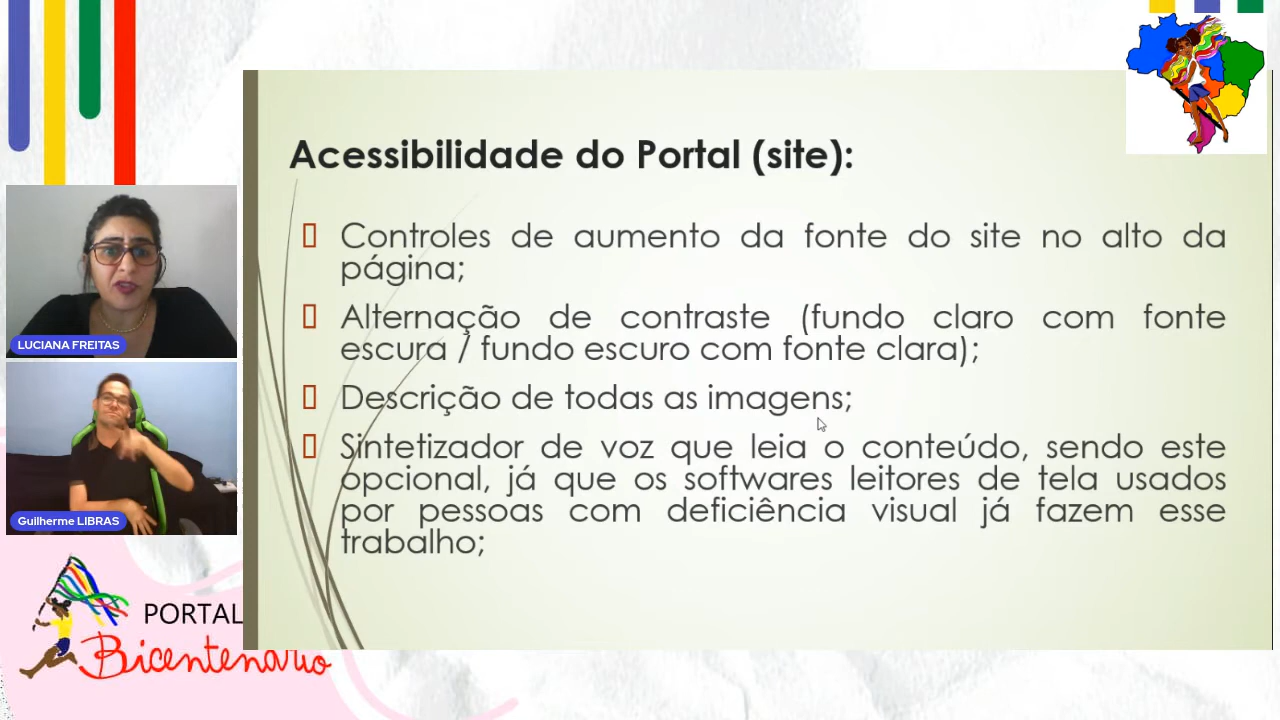 Acessibilidade do Portal (site):
Controles de aumento da fonte do site no alto da
página;
Alternação de contraste (fundo claro com fonte
escura / fundo escuro com fonte clara);
Descrição de todas as imagens;
Sintetizador de voz que leia o conteúdo, sendo este
opcional, já que os softwares leitores de tela usados
por pessoas com deficiência visual já fazem esse
trabalho;
LUCIANA FREITAS
Guilherme LIBRAS
PORTAL
Bicentenário